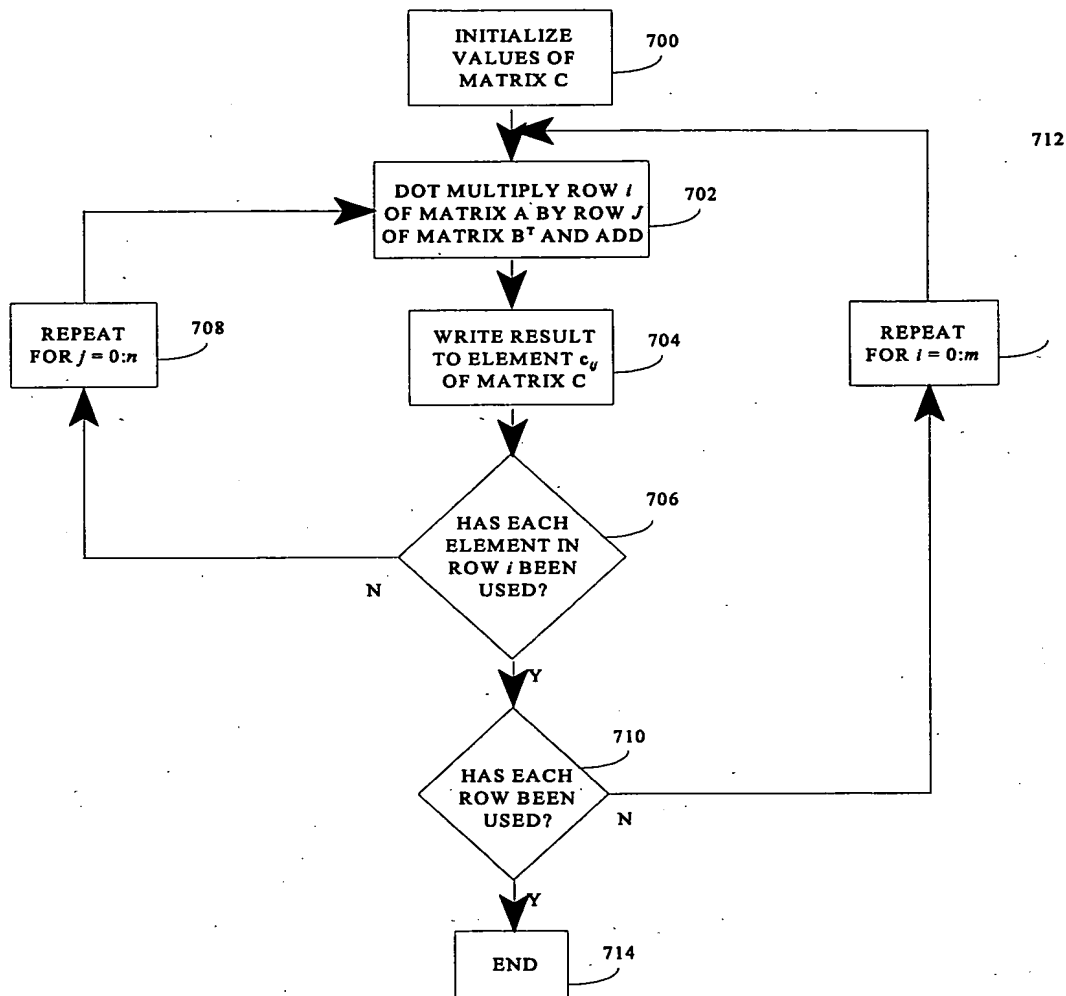 INITIALIZE
VALUES OF
MATRIX C
700
712
DOT MULTIPLY ROW i
OF MATRIX A BY ROW J
OF MATRIX Bᵀ AND ADD
702
REPEAT
FOR j = 0:n
708
WRITE RESULT
TO ELEMENT cᵢⱼ
OF MATRIX C
704
REPEAT
FOR i = 0:m
HAS EACH
ELEMENT IN
ROW i BEEN
USED?
706
N
Y
HAS EACH
ROW BEEN
USED?
710
N
Y
END
714